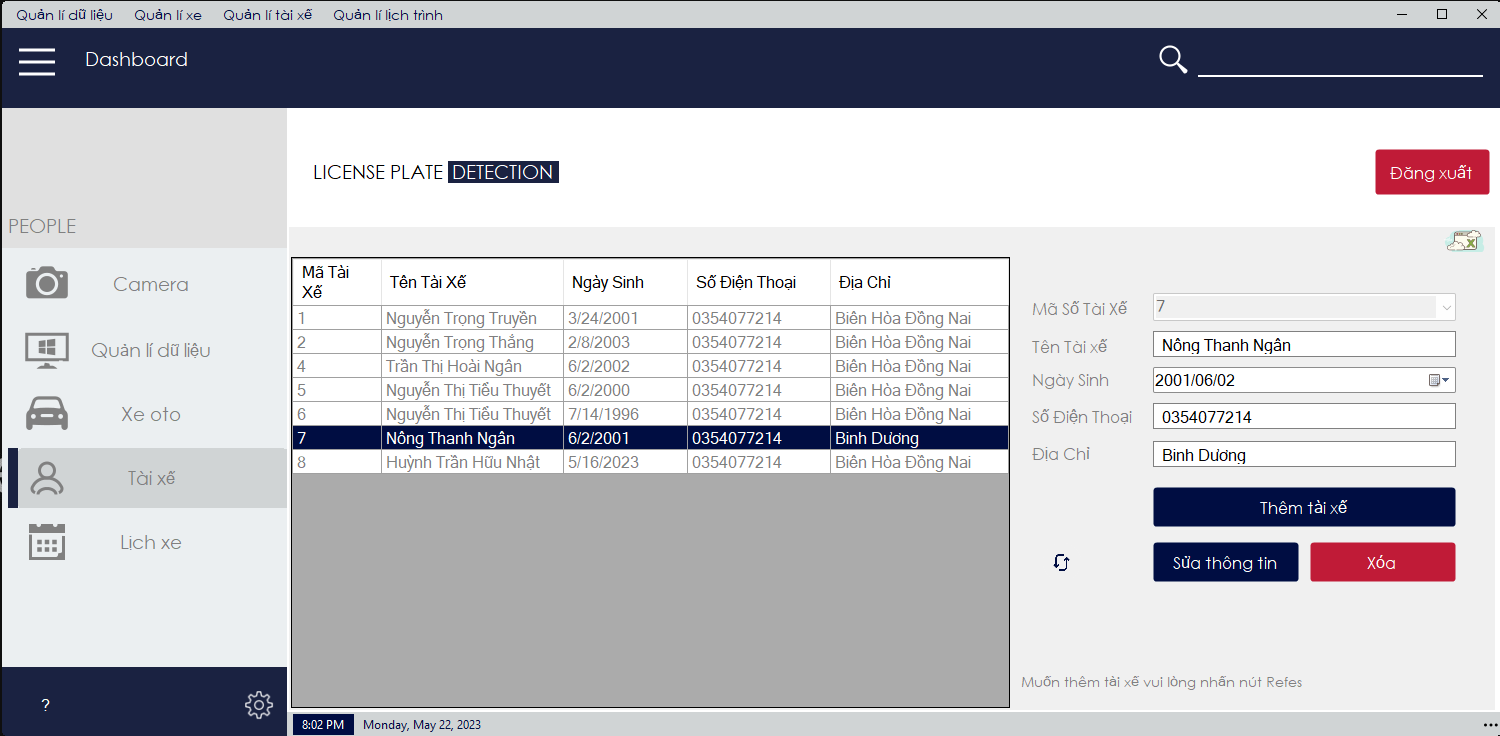 Quản lí dữ liệu Quản lí xe Quản lí tài xế Quản lí lịch trình
Dashboard
LICENSE PLATE DETECTION
Đăng xuất
PEOPLE
Camera
Quản lí dữ liệu
Xe oto
Tài xế
Lịch xe
?
Mã Tài Xế Tên Tài Xế Ngày Sinh Số Điện Thoại Địa Chỉ
1 Nguyễn Trọng Truyền 3/24/2001 0354077214 Biên Hòa Đồng Nai
2 Nguyễn Trọng Thắng 2/8/2003 0354077214 Biên Hòa Đồng Nai
4 Trần Thị Hoài Ngân 6/2/2002 0354077214 Biên Hòa Đồng Nai
5 Nguyễn Thị Tiểu Thuyết 6/2/2000 0354077214 Biên Hòa Đồng Nai
6 Nguyễn Thị Tiểu Thuyết 7/14/1996 0354077214 Biên Hòa Đồng Nai
7 Nông Thanh Ngân 6/2/2001 0354077214 Binh Dương
8 Huỳnh Trần Hữu Nhật 5/16/2023 0354077214 Biên Hòa Đồng Nai
Mã Số Tài Xế 7
Tên Tài xế Nông Thanh Ngân
Ngày Sinh 2001/06/02
Số Điện Thoại 0354077214
Địa Chỉ Binh Dương
Thêm tài xế
Sửa thông tin Xóa
Muốn thêm tài xế vui lòng nhấn nút Refes
8:02 PM Monday, May 22, 2023